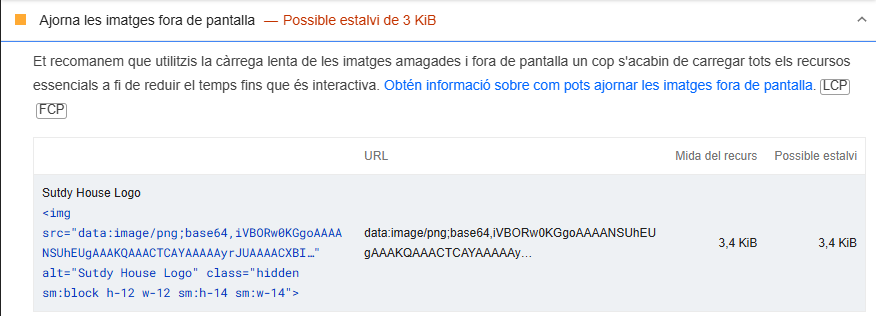 Ajorna les imatges fora de pantalla — Possible estalvi de 3 KiB
Et recomanem que utilitzis la càrrega lenta de les imatges amagades i fora de pantalla un cop s'acabin de carregar tots els recursos
essencials a fi de reduir el temps fins que és interactiva. Obtén informació sobre com pots ajornar les imatges fora de pantalla. LCP
FCP
URL Mida del recurs Possible estalvi
Sutdy House Logo
<img
src="data:image/png;base64,iVBORw0KGgoAAAA
NSUhEUgAAAKQAAACTCAYAAAAAyrJUAAAACXBI…"
alt="Sutdy House Logo" class="hidden
sm:block h-12 w-12 sm:h-14 sm:w-14">
data:image/png;base64,iVBORw0KGgoAAAANSUhEU
gAAAKQAAACTCAYAAAAAy…
3,4 KiB 3,4 KiB